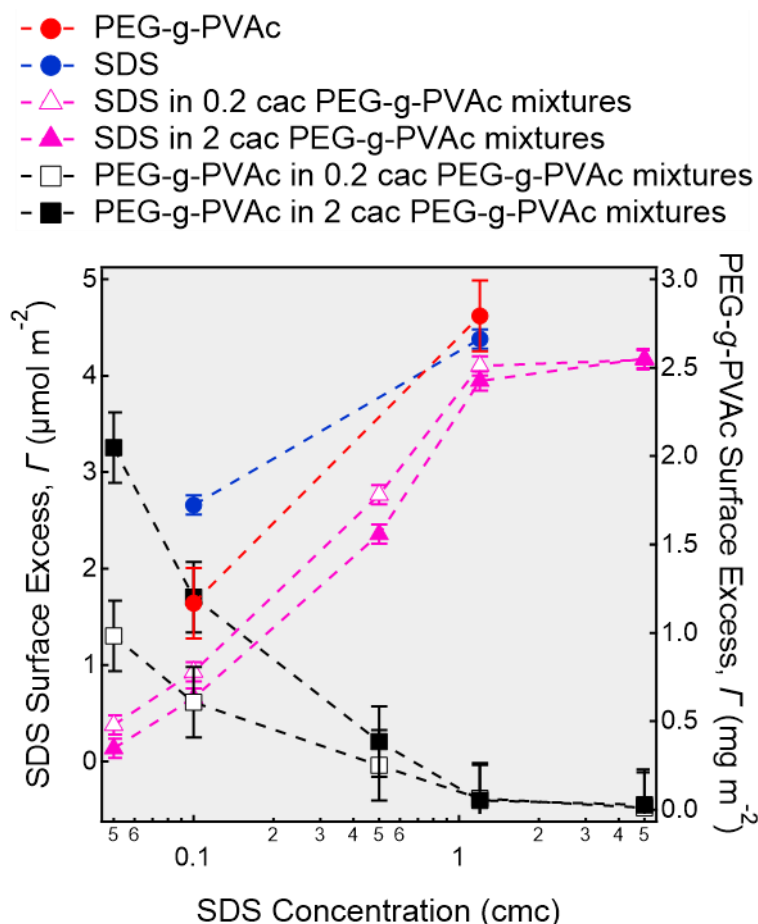 PEG-g-PVAc
SDS
SDS in 0.2 cac PEG-g-PVAc mixtures
SDS in 2 cac PEG-g-PVAc mixtures
PEG-g-PVAc in 0.2 cac PEG-g-PVAc mixtures
PEG-g-PVAc in 2 cac PEG-g-PVAc mixtures
SDS Surface Excess, Γ (μmol m⁻²)
5
4
3
2
1
0
3.0
2.5
2.0
1.5
1.0
0.5
0.0
PEG-g-PVAc Surface Excess, Γ (mg m⁻²)
5 6 2 3 4 5 6 2 3 4 5
0.1 1
SDS Concentration (cmc)